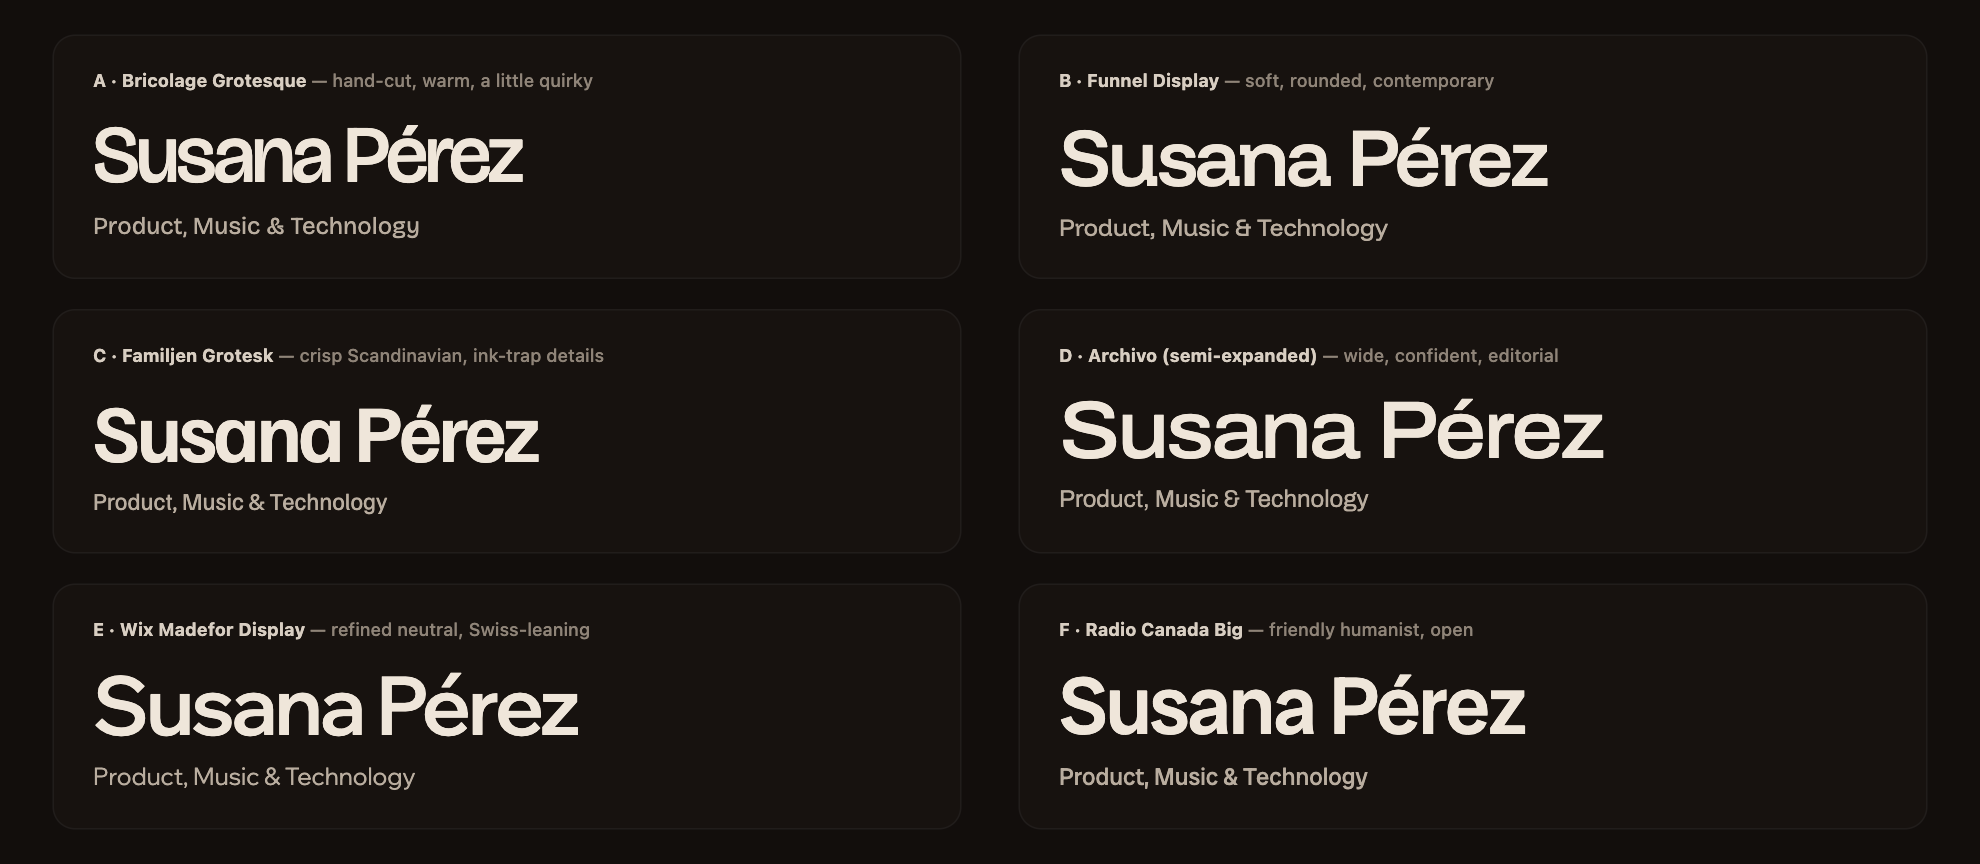 A · Bricolage Grotesque — hand-cut, warm, a little quirky
Susana Pérez
Product, Music & Technology
B · Funnel Display — soft, rounded, contemporary
Susana Pérez
Product, Music & Technology
C · Familjen Grotesk — crisp Scandinavian, ink-trap details
Susana Pérez
Product, Music & Technology
D · Archivo (semi-expanded) — wide, confident, editorial
Susana Pérez
Product, Music & Technology
E · Wix Madefor Display — refined neutral, Swiss-leaning
Susana Pérez
Product, Music & Technology
F · Radio Canada Big — friendly humanist, open
Susana Pérez
Product, Music & Technology